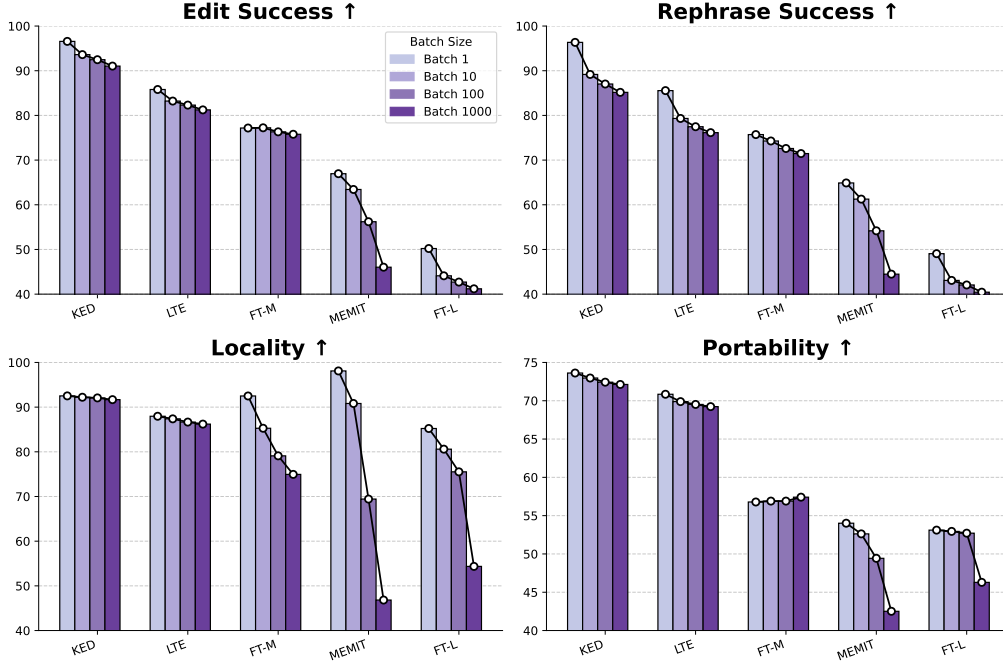 Edit Success ↑
100
90
80
70
60
50
40
Batch Size
Batch 1
Batch 10
Batch 100
Batch 1000
KED
LTE
FT-M
MEMIT
FT-L
Rephrase Success ↑
100
90
80
70
60
50
40
KED
LTE
FT-M
MEMIT
FT-L
Locality ↑
100
90
80
70
60
50
40
KED
LTE
FT-M
MEMIT
FT-L
Portability ↑
75
70
65
60
55
50
45
40
KED
LTE
FT-M
MEMIT
FT-L